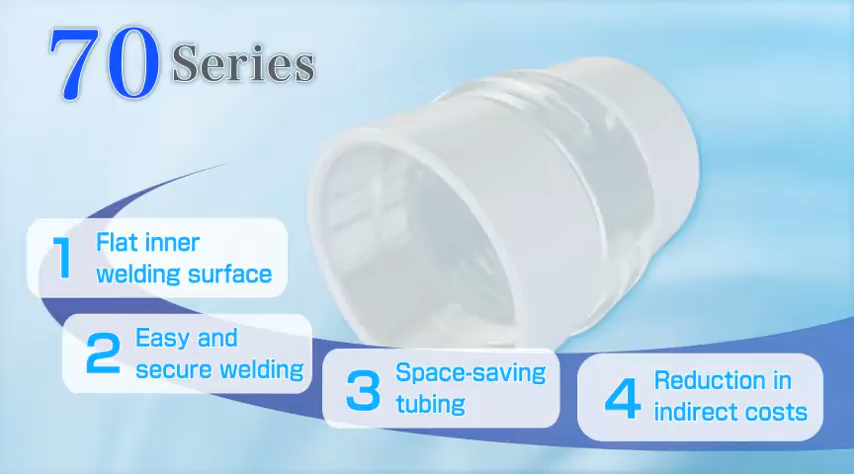 70 Series
1 Flat inner
welding surface
2 Easy and
secure welding
3 Space-saving
tubing
4 Reduction in
indirect costs